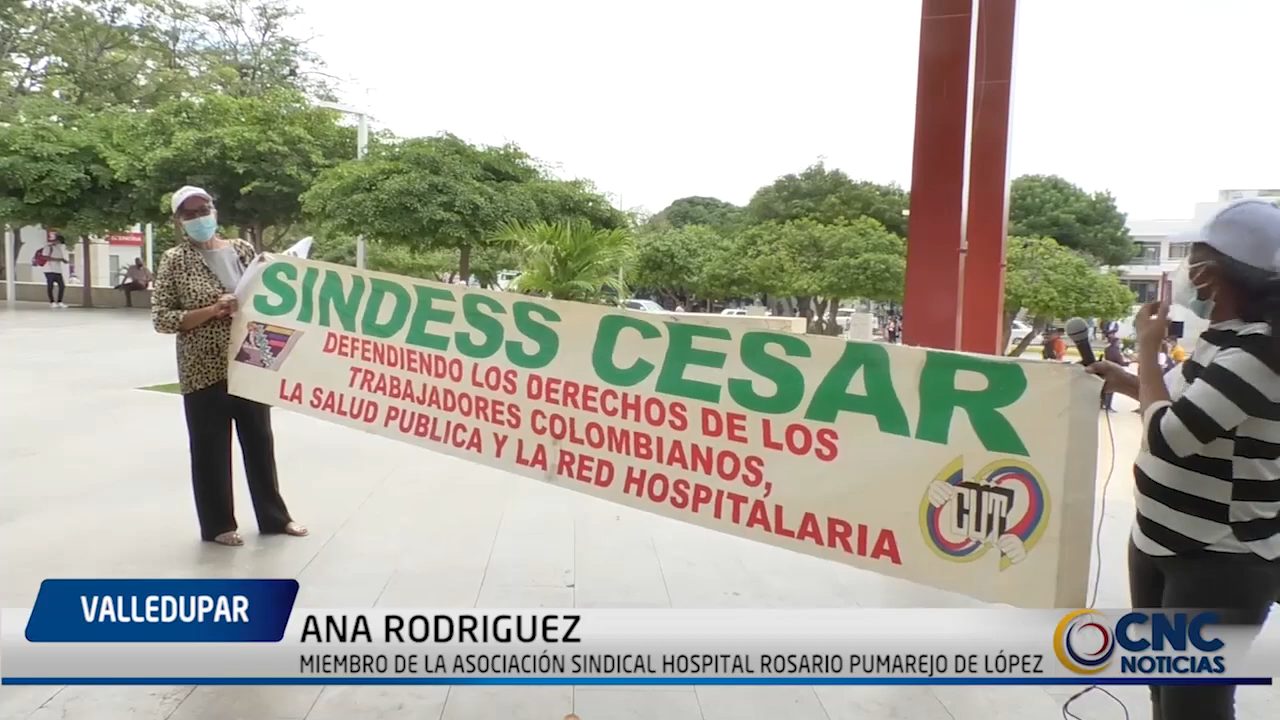 SINDESS CESAR
DEFENDIENDO LOS DERECHOS DE LOS
TRABAJADORES COLOMBIANOS,
LA SALUD PUBLICA Y LA RED HOSPITALARIA
CUT
VALLEDUPAR
ANA RODRIGUEZ
MIEMBRO DE LA ASOCIACIÓN SINDICAL HOSPITAL ROSARIO PUMAREJO DE LÓPEZ
CNC
NOTICIAS